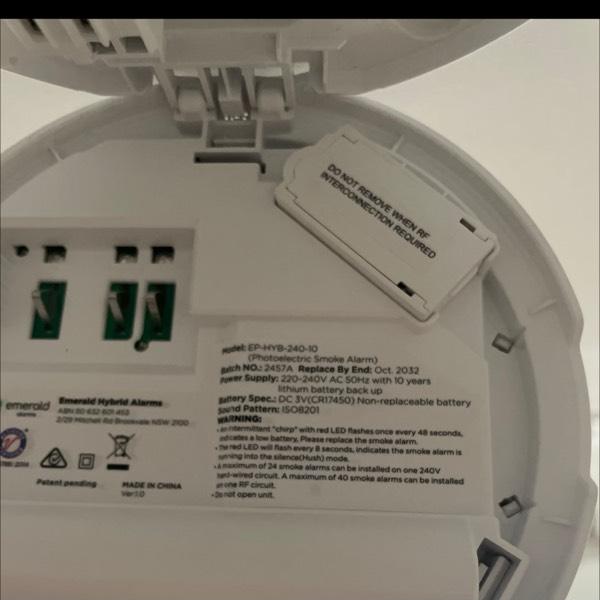 DO NOT REMOVE WHEN RF
INTERCONNECTION REQUIRED
Model: EP-HYB-240-10
(Photoelectric Smoke Alarm)
Batch NO.: 2457A Replace By End: Oct. 2032
Power Supply: 220-240V AC 50Hz with 10 years
lithium battery back up
Battery Spec.: DC 3V(CR17450) Non-replaceable battery
Sound Pattern: ISO8201
WARNING:
• An intermittent "chirp" with red LED flashes once every 48 seconds,
indicates a low battery, Please replace the smoke alarm.
• The red LED will flash every 8 seconds, indicates the smoke alarm is
running into the silence(Hush) mode.
• A maximum of 24 smoke alarms can be installed on one 240V
hard-wired circuit. A maximum of 40 smoke alarms can be installed
on one RF circuit.
• Do not open unit.
emerald
alarms
Emerald Hybrid Alarms
ABN 50 632 601 453
2/29 Mitchell Rd Brookvale NSW 2100
Patent pending
MADE IN CHINA
Ver1.0